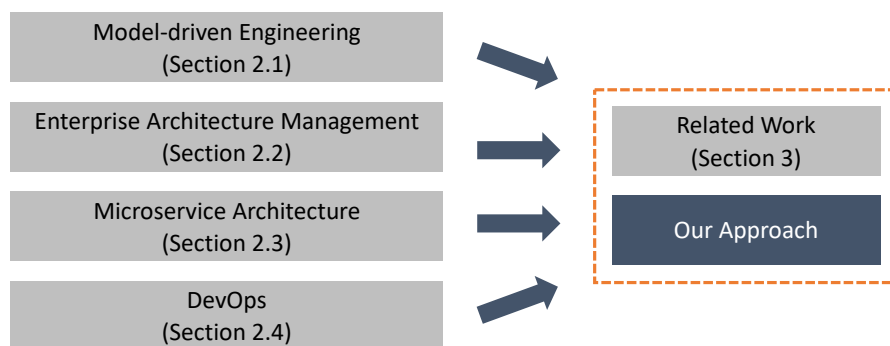 Model-driven Engineering
(Section 2.1)
Enterprise Architecture Management
(Section 2.2)
Microservice Architecture
(Section 2.3)
DevOps
(Section 2.4)
Related Work
(Section 3)
Our Approach